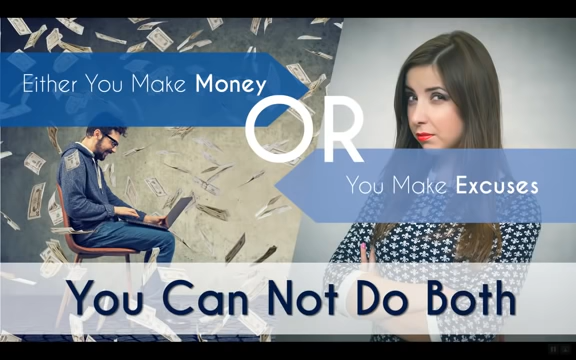 Either You Make Money
OR
You Make Excuses
You Can Not Do Both